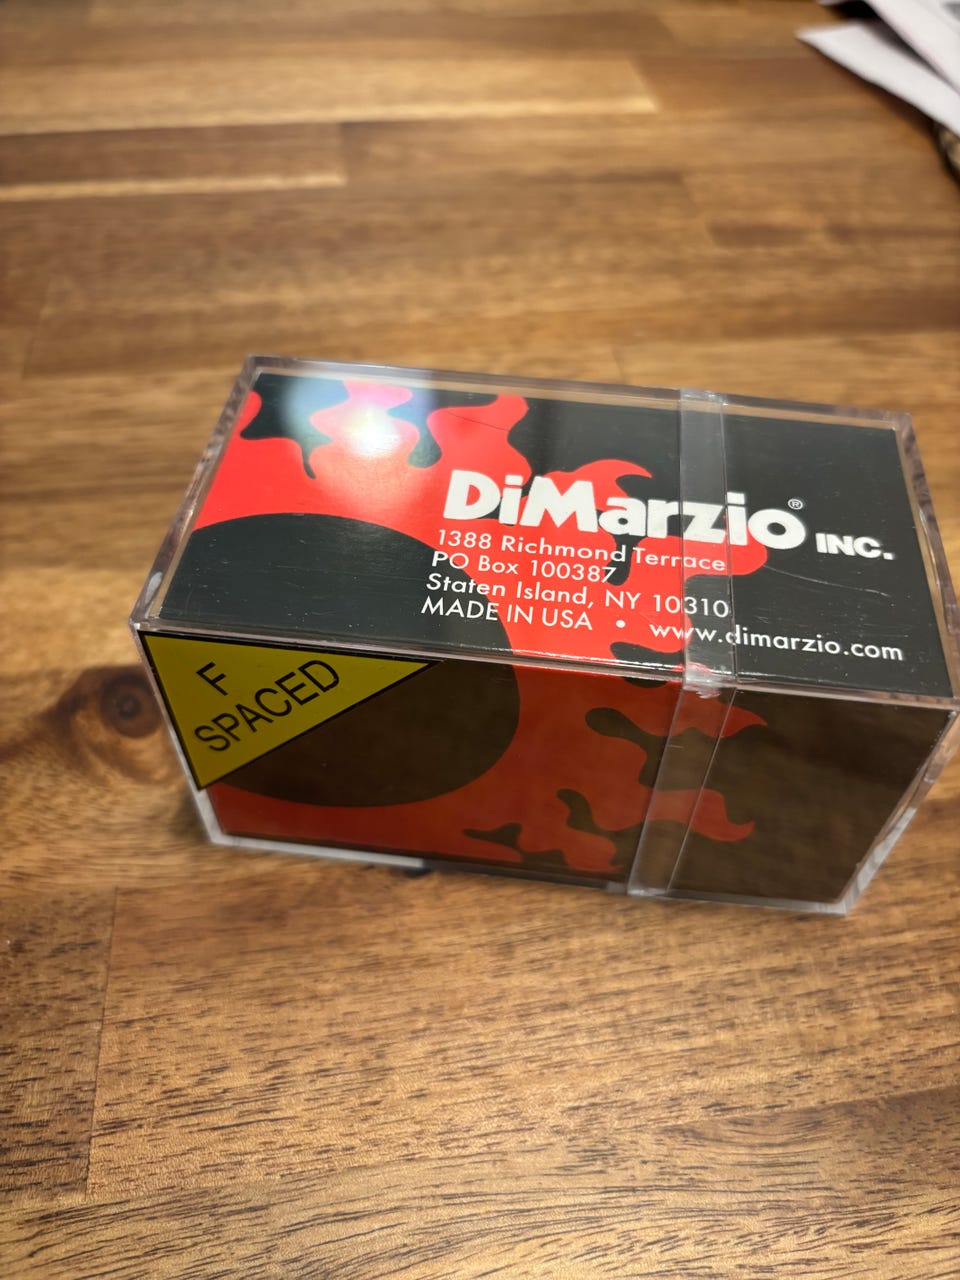 DiMarzio® INC.
1388 Richmond Terrace
PO Box 100387
Staten Island, NY 10310
MADE IN USA • www.dimarzio.com
F
SPACED